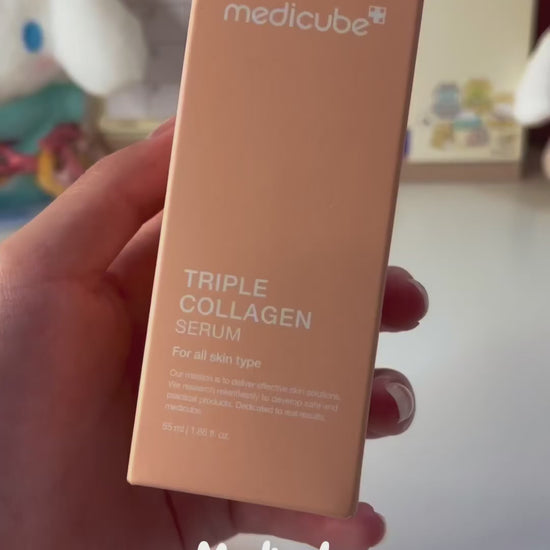 medicube
TRIPLE
COLLAGEN
SERUM
For all skin type
Our mission is to deliver effective skin solutions.
We research relentlessly to develop safe and
practical products. Dedicated to real results,
medicube.
55 ml | 1.86 fl. oz.